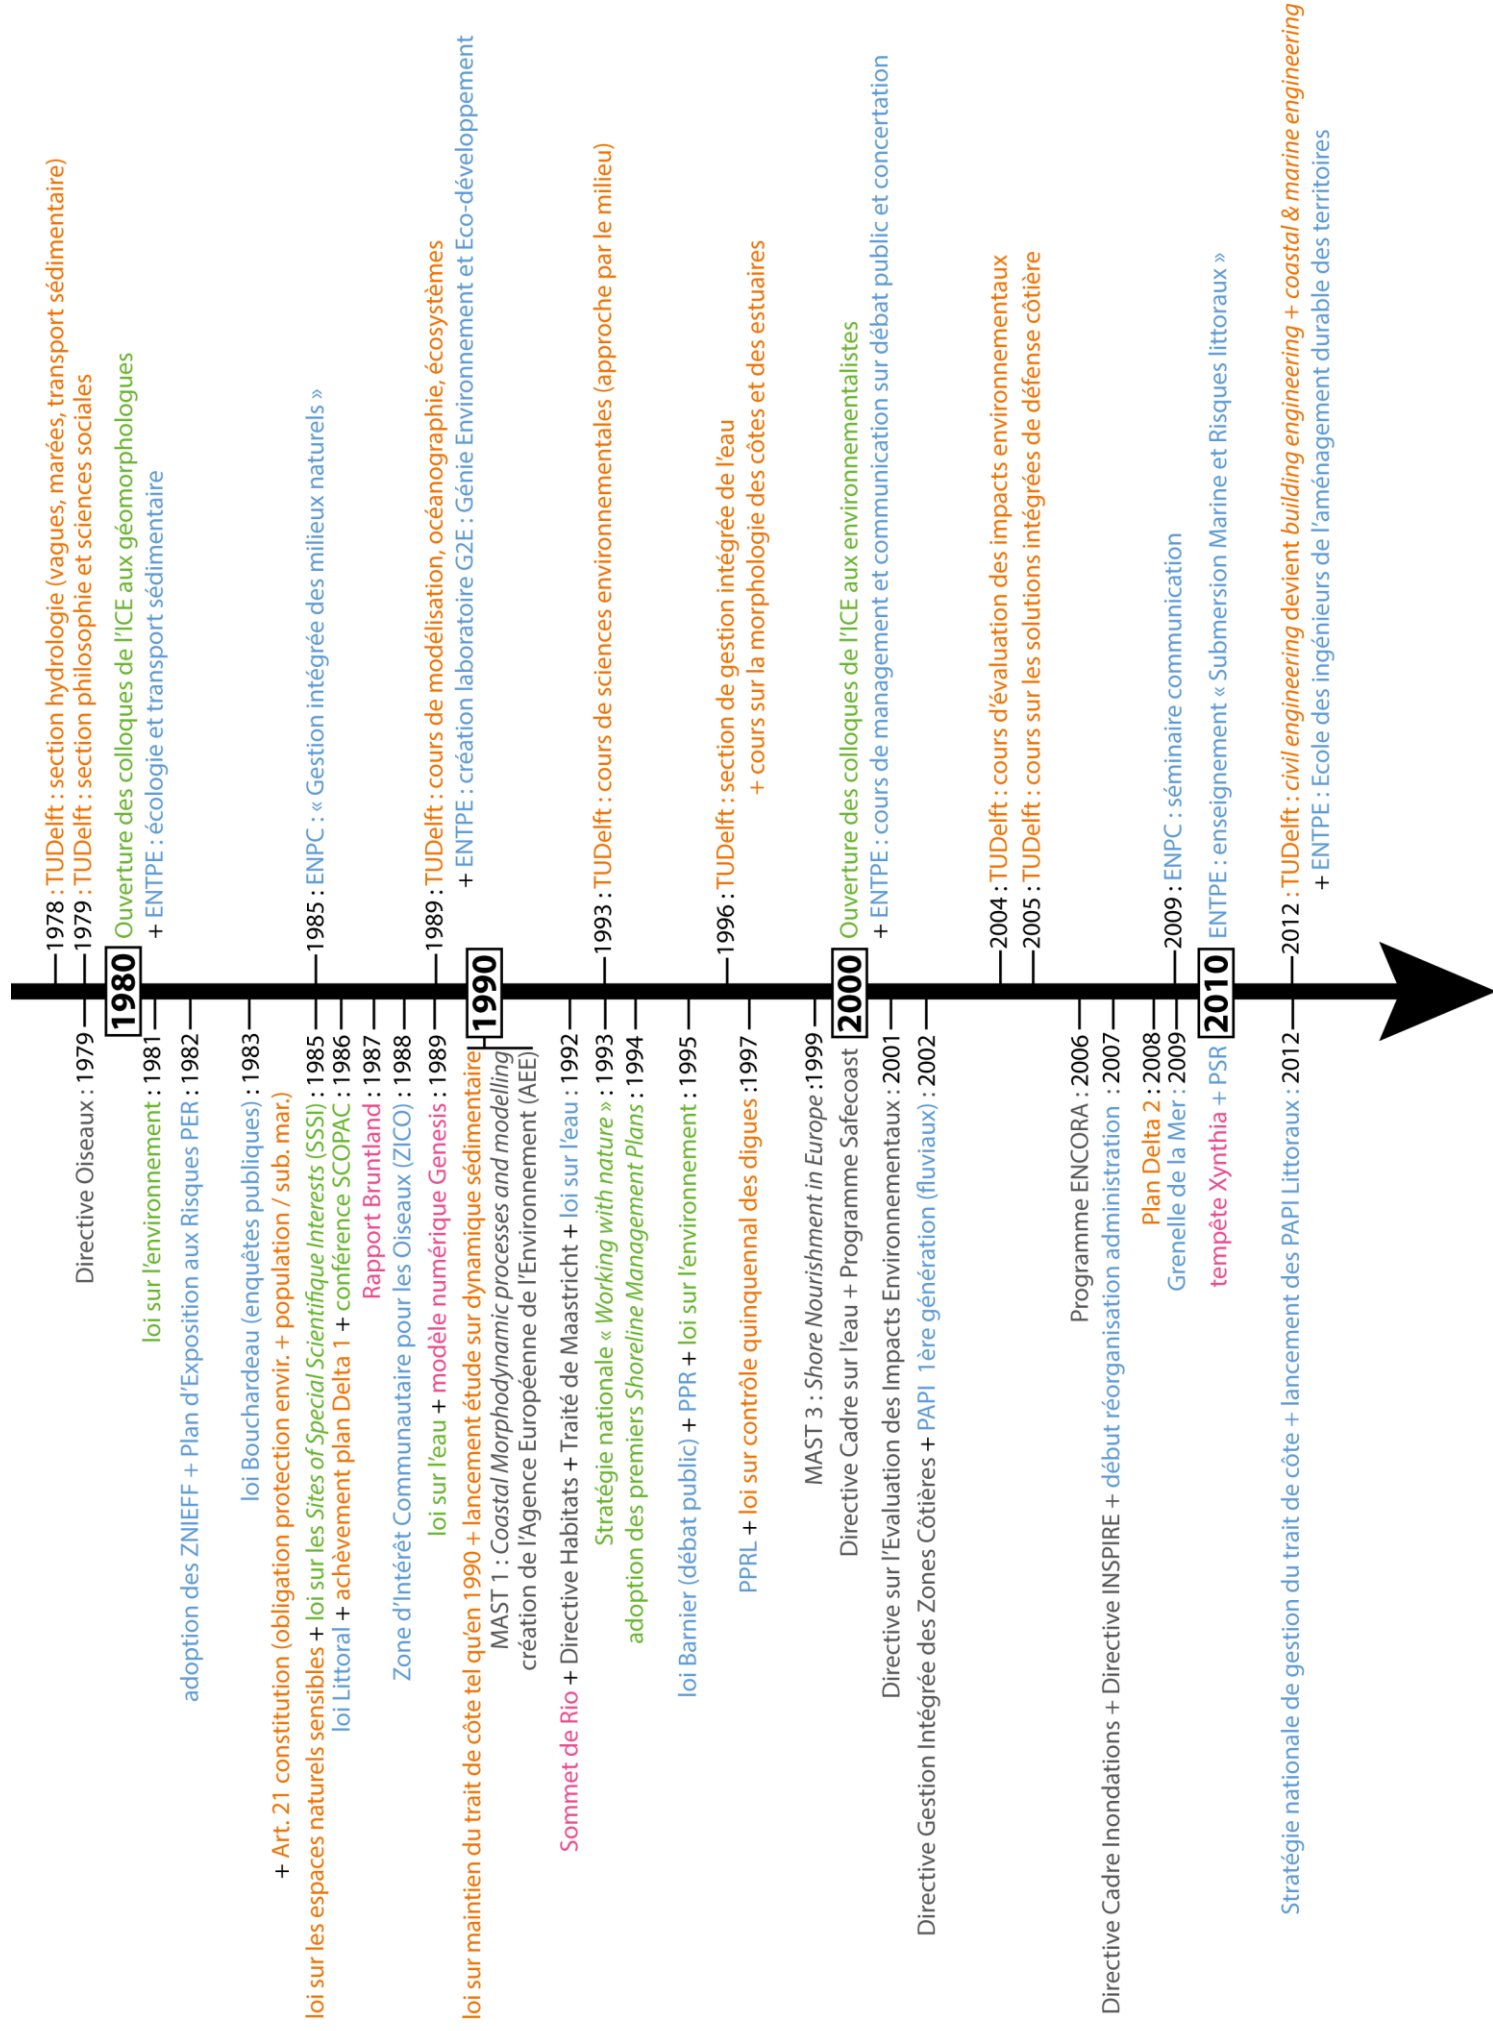 1978 : TUDelft : section hydrologie (vagues, marées, transport sédimentaire)
1979 : TUDelft : section philosophie et sciences sociales
1980
Ouverture des colloques de l'ICE aux géomorphologues
+ ENTPE : écologie et transport sédimentaire
1985 : ENPC : « Gestion intégrée des milieux naturels »
1989 : TUDelft : cours de modélisation, océanographie, écosystèmes
+ ENTPE : création laboratoire G2E : Génie Environnement et Eco-développement
1990
1993 : TUDelft : cours de sciences environnementales (approche par le milieu)
1996 : TUDelft : section de gestion intégrée de l'eau
+ cours sur la morphologie des côtes et des estuaires
2000
Ouverture des colloques de l'ICE aux environnementalistes
+ ENTPE : cours de management et communication sur débat public et concertation
2004 : TUDelft : cours d'évaluation des impacts environnementaux
2005 : TUDelft : cours sur les solutions intégrées de défense côtière
2009 : ENPC : séminaire communication
2010
ENTPE : enseignement « Submersion Marine et Risques littoraux »
2012 : TUDelft : civil engineering devient building engineering + coastal & marine engineering
+ ENTPE : Ecole des ingénieurs de l'aménagement durable des territoires
Directive Oiseaux : 1979
loi sur l'environnement : 1981
adoption des ZNIEFF + Plan d'Exposition aux Risques PER : 1982
loi Bouchardeau (enquêtes publiques) : 1983
+ Art. 21 constitution (obligation protection envir. + population / sub. mar.)
loi sur les espaces naturels sensibles + loi sur les Sites of Special Scientifique Interests (SSSI) : 1985
loi Littoral + achèvement plan Delta 1 + conférence SCOPAC : 1986
Rapport Bruntland : 1987
Zone d'Intérêt Communautaire pour les Oiseaux (ZICO) : 1988
loi sur l'eau + modèle numérique Genesis : 1989
loi sur maintien du trait de côte tel qu'en 1990 + lancement étude sur dynamique sédimentaire
MAST 1 : Coastal Morphodynamic processes and modelling
création de l'Agence Européenne de l'Environnement (AEE)
Sommet de Rio + Directive Habitats + Traité de Maastricht + loi sur l'eau : 1992
Stratégie nationale « Working with nature » : 1993
adoption des premiers Shoreline Management Plans : 1994
loi Barnier (débat public) + PPR + loi sur l'environnement : 1995
PPRL + loi sur contrôle quinquennal des digues :1997
MAST 3 : Shore Nourishment in Europe :1999
Directive Cadre sur l'eau + Programme Safecoast
Directive sur l'Evaluation des Impacts Environnementaux : 2001
Directive Gestion Intégrée des Zones Côtières + PAPI 1ère génération (fluviaux) : 2002
Programme ENCORA : 2006
Directive Cadre Inondations + Directive INSPIRE + début réorganisation administration : 2007
Plan Delta 2 : 2008
Grenelle de la Mer : 2009
tempête Xynthia + PSR
Stratégie nationale de gestion du trait de côte + lancement des PAPI Littoraux : 2012